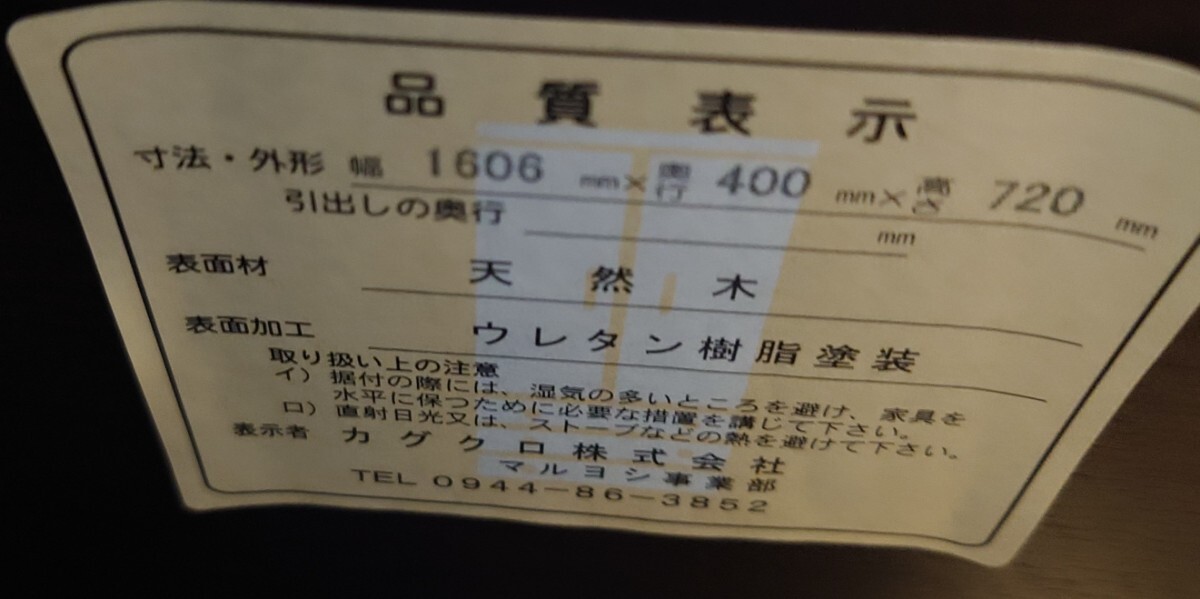 品質表示
寸法・外形 幅 1606 mm×奥行 400 mm×高さ 720 mm
引出しの奥行 mm
表面材 天然木
表面加工 ウレタン樹脂塗装
取り扱い上の注意
イ）据付の際には、湿気の多いところを避け、家具を
水平に保つために必要な措置を講じて下さい。
ロ）直射日光又は、ストーブなどの熱を避けて下さい。
表示者 カグクロ株式会社
マルヨシ事業部
TEL 0944-86-3852